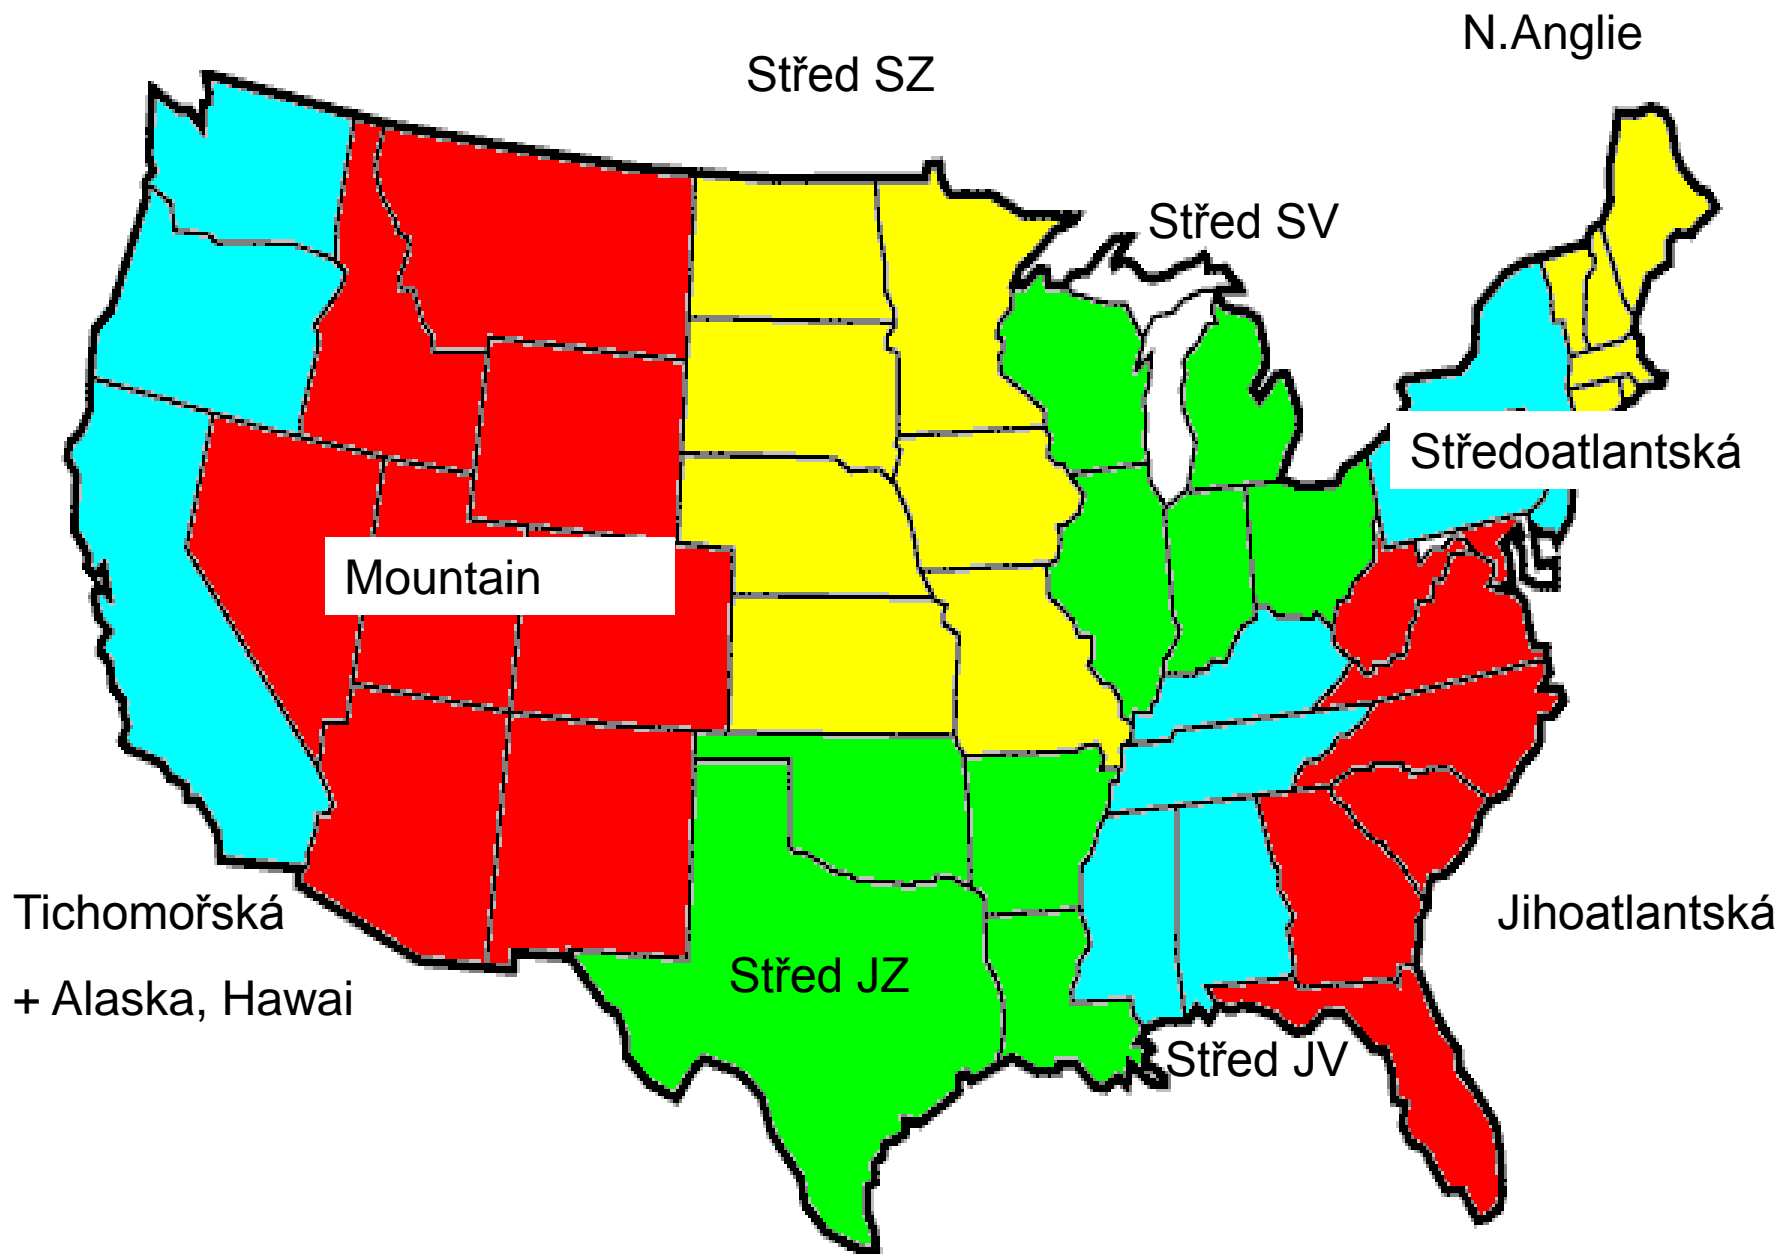 N.Anglie
Střed SZ
Střed SV
Středoatlantská
Mountain
Tichomořská
+ Alaska, Hawai
Jihoatlantská
Střed JZ
Střed JV